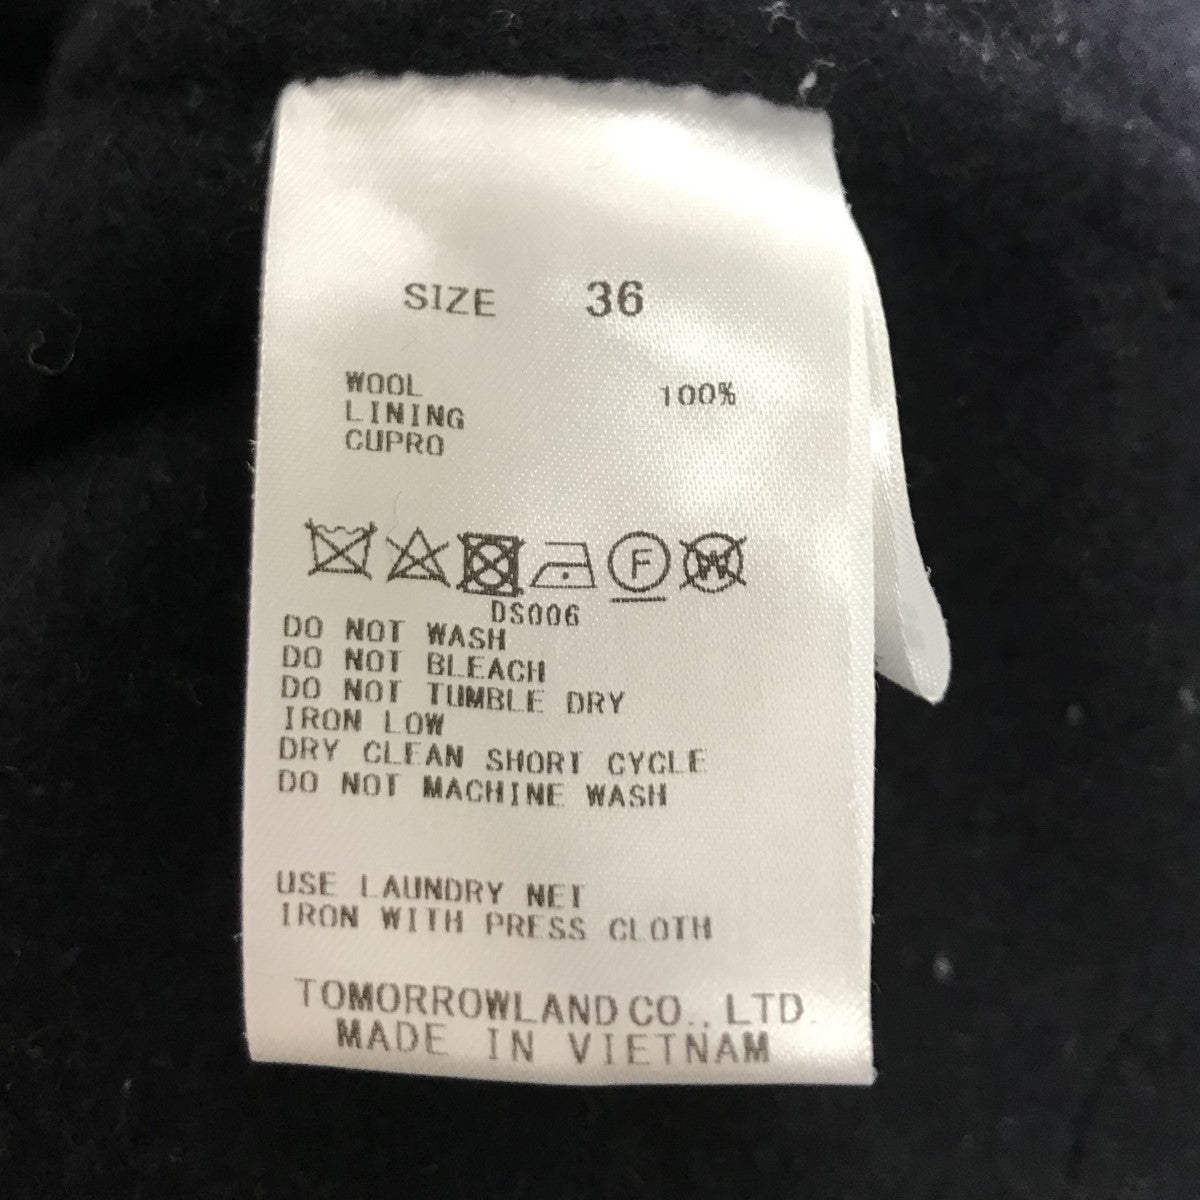 SIZE 36
WOOL 100%
LINING
CUPRO
F W
DS006
DO NOT WASH
DO NOT BLEACH
DO NOT TUMBLE DRY
IRON LOW
DRY CLEAN SHORT CYCLE
DO NOT MACHINE WASH
USE LAUNDRY NET
IRON WITH PRESS CLOTH
TOMORROWLAND CO., LTD.
MADE IN VIETNAM